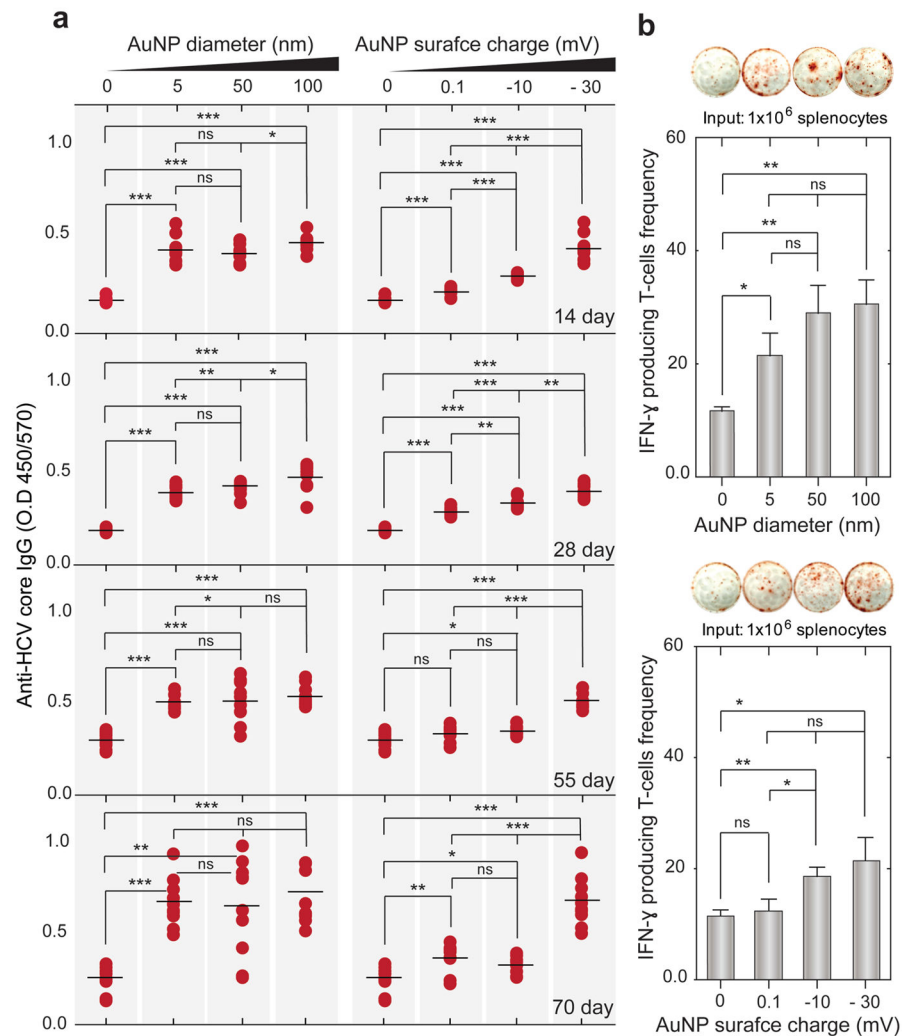 a
AuNP diameter (nm)
AuNP surafce charge (mV)
0 5 50 100
0 0.1 -10 - 30
Anti-HCV core IgG (O.D 450/570)
1.0
0.5
0.0
***
ns *
***
ns
***
***
***
***
***
***
14 day
1.0
0.5
0.0
***
** *
***
ns
***
***
*** **
***
**
***
28 day
1.0
0.5
0.0
***
* ns
***
ns
***
***
***
*
ns
ns
55 day
1.0
0.5
0.0
***
ns
**
ns
***
***
***
*
ns
**
70 day
b
Input: 1x10⁶ splenocytes
IFN-ɣ producing T-cells frequency
60
40
20
0.0
**
ns
**
ns
*
0 5 50 100
AuNP diameter (nm)
Input: 1x10⁶ splenocytes
IFN-ɣ producing T-cells frequency
60
40
20
0.0
*
ns
**
*
ns
0 0.1 -10 - 30
AuNP surafce charge (mV)